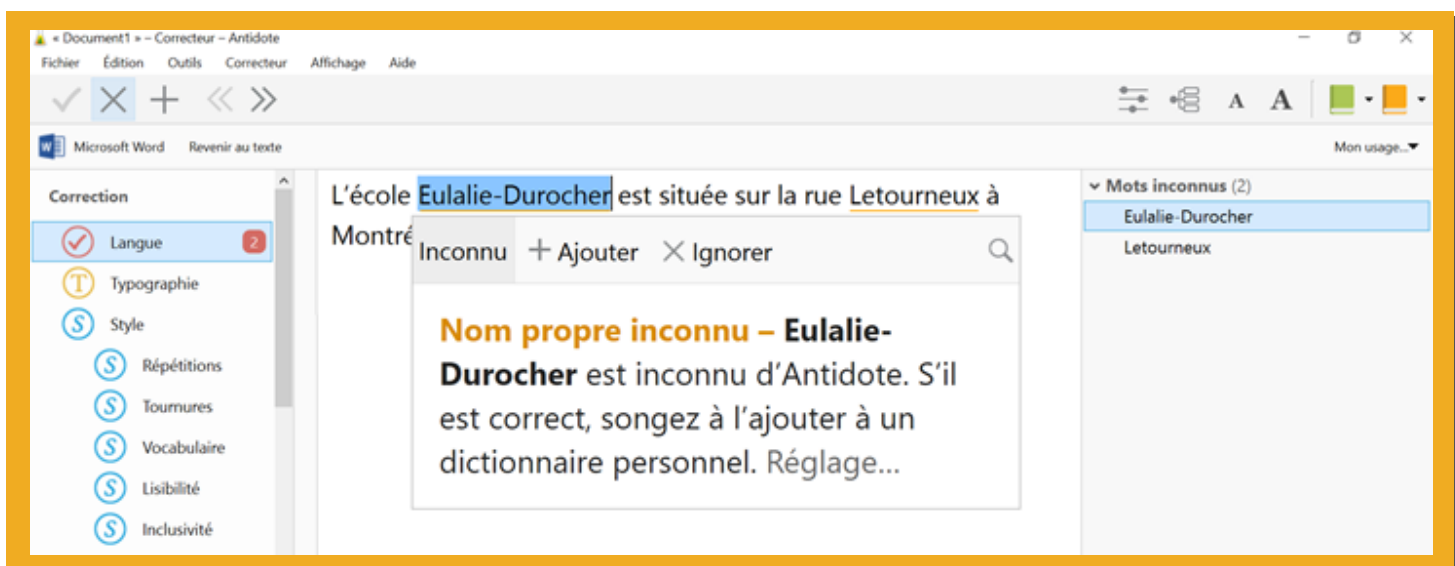 « Document1 » – Correcteur – Antidote
Fichier Édition Outils Correcteur Affichage Aide
A A
Microsoft Word Revenir au texte
Mon usage...
Correction
Langue 2
Typographie
Style
Répétitions
Tournures
Vocabulaire
Lisibilité
Inclusivité
L’école Eulalie-Durocher est située sur la rue Letourneux à
Montré
Inconnu + Ajouter × Ignorer
Nom propre inconnu – Eulalie-
Durocher est inconnu d’Antidote. S’il
est correct, songez à l’ajouter à un
dictionnaire personnel. Réglage...
Mots inconnus (2)
Eulalie-Durocher
Letourneux